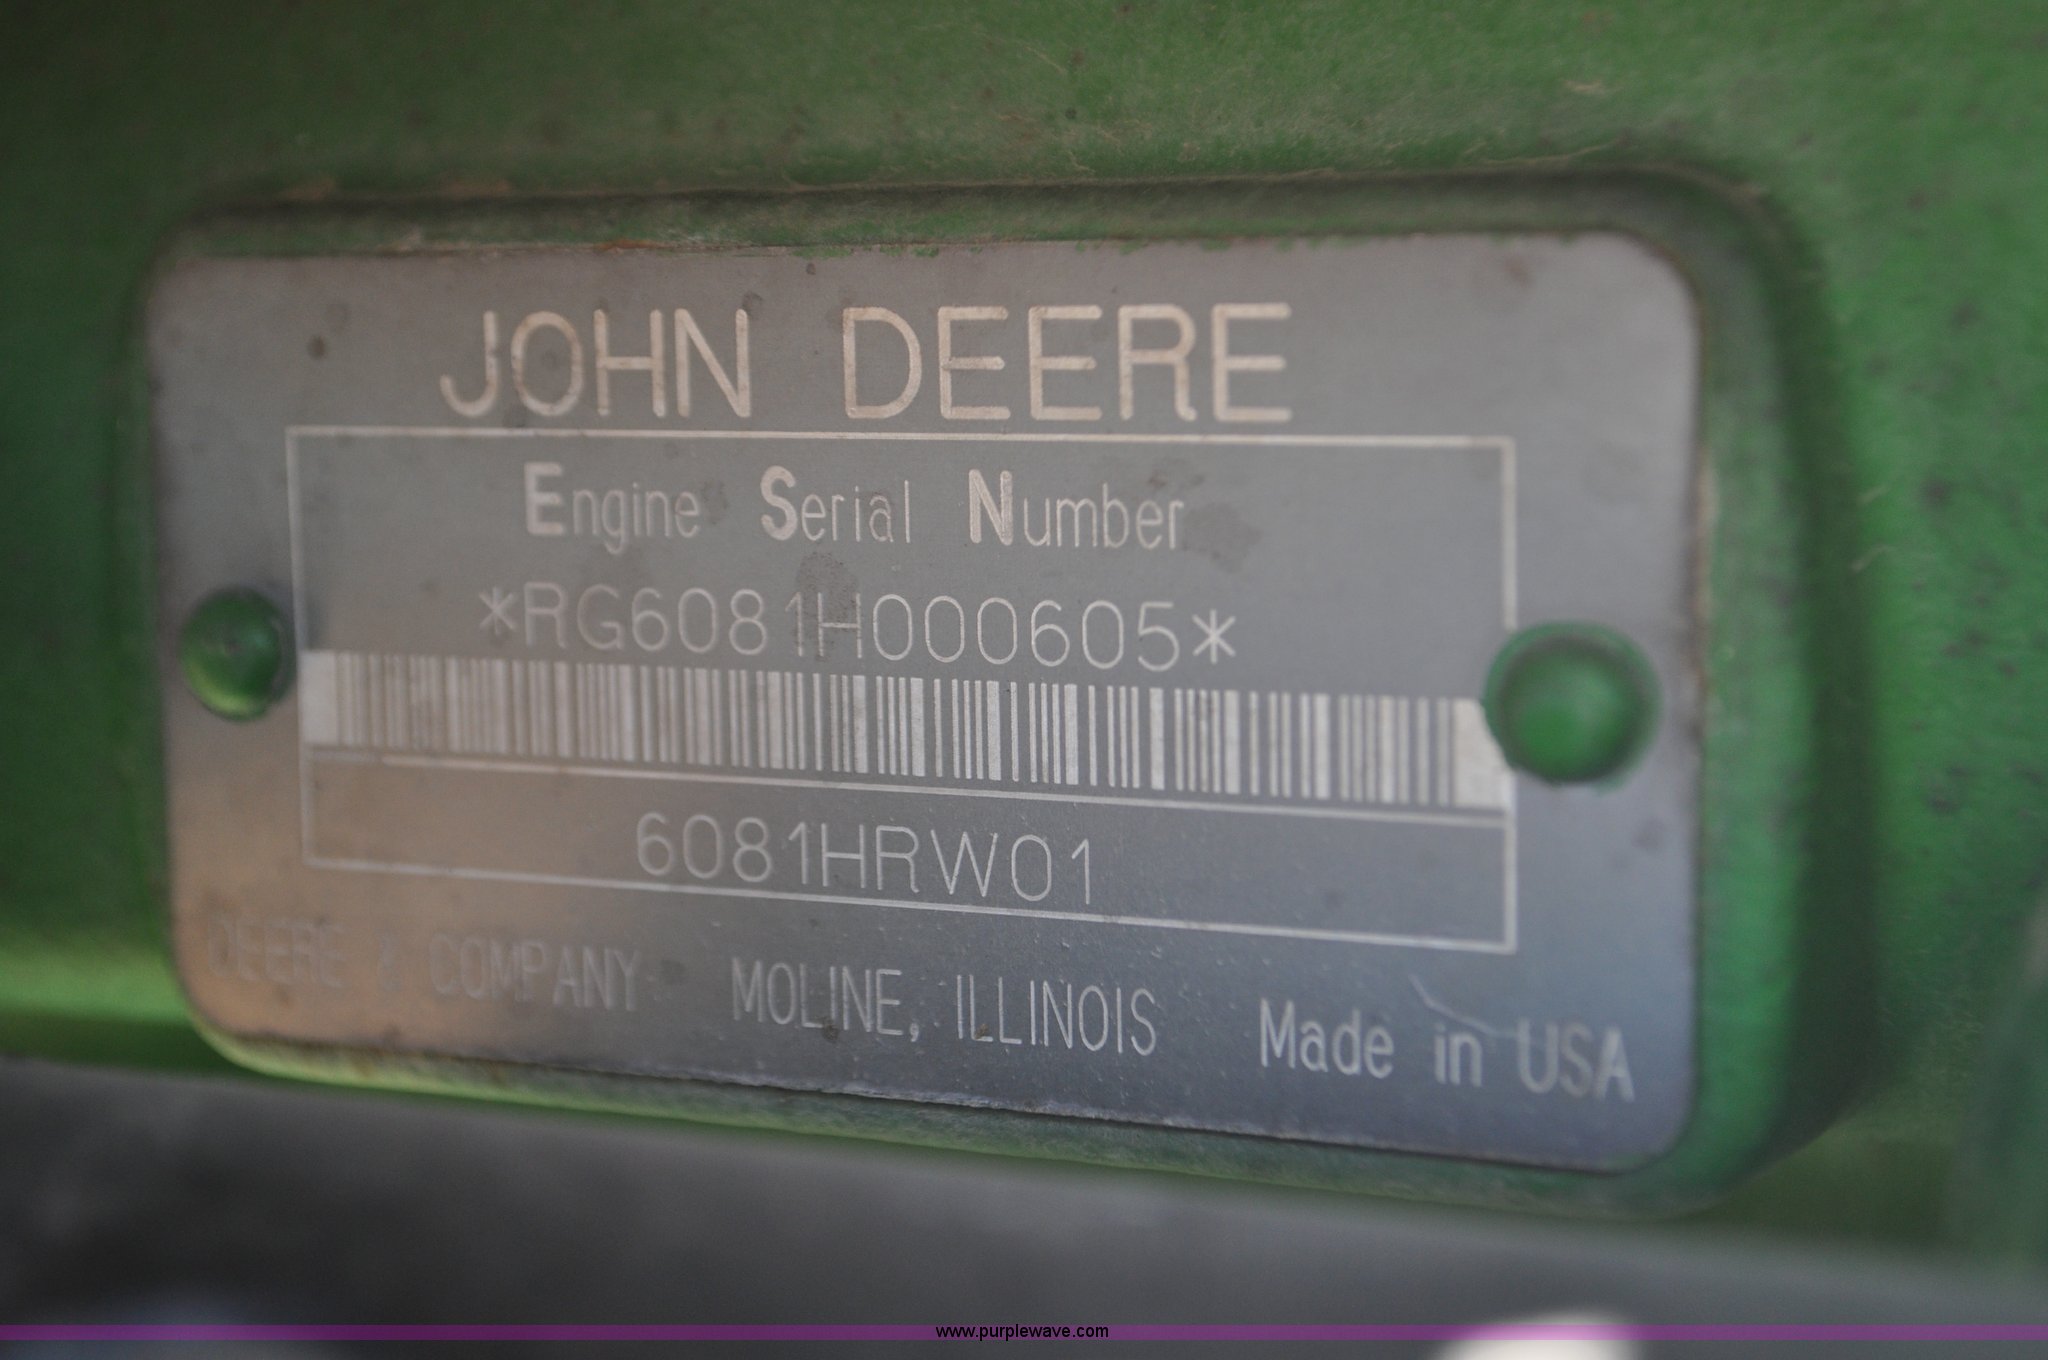 JOHN DEERE
Engine Serial Number
*RG6081H000605*
6081HRW01
DEERE & COMPANY MOLINE, ILLINOIS Made in USA
www.purplewave.com